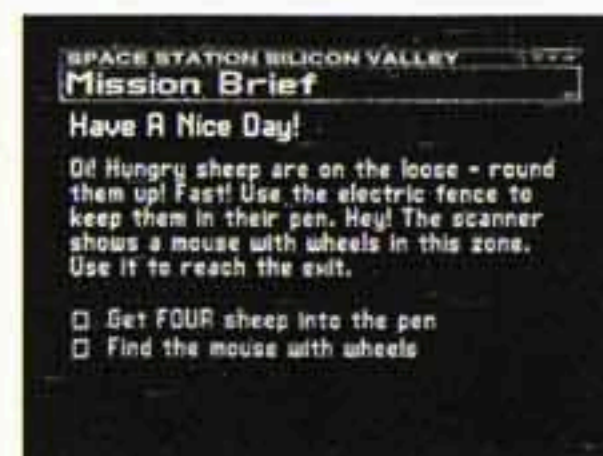 SPACE STATION SILICON VALLEY
Mission Brief
Have A Nice Day!
Oi! Hungry sheep are on the loose - round
them up! Fast! Use the electric fence to
keep them in their pen. Hey! The scanner
shows a mouse with wheels in this zone.
Use it to reach the exit.
Get FOUR sheep into the pen
Find the mouse with wheels